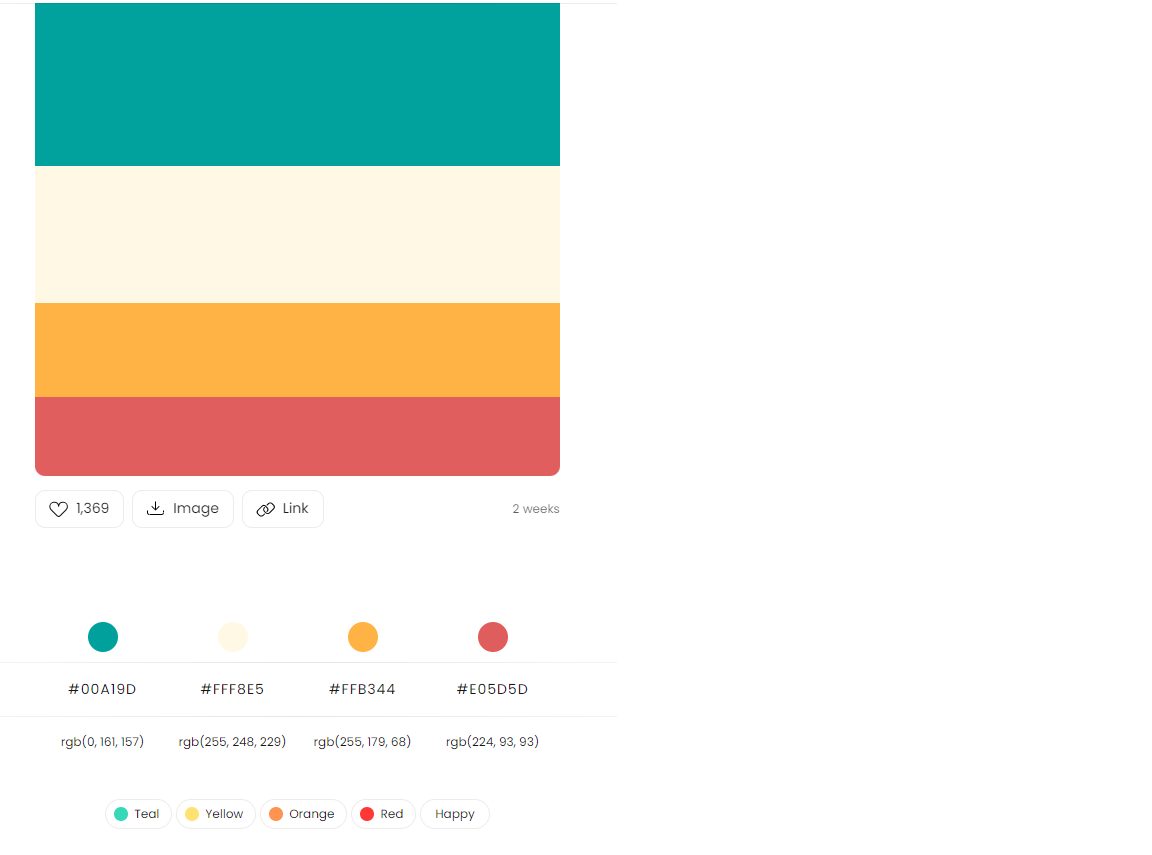 1,369 Image Link 2 weeks
#00A19D #FFF8E5 #FFB344 #E05D5D
rgb(0, 161, 157) rgb(255, 248, 229) rgb(255, 179, 68) rgb(224, 93, 93)
Teal Yellow Orange Red Happy